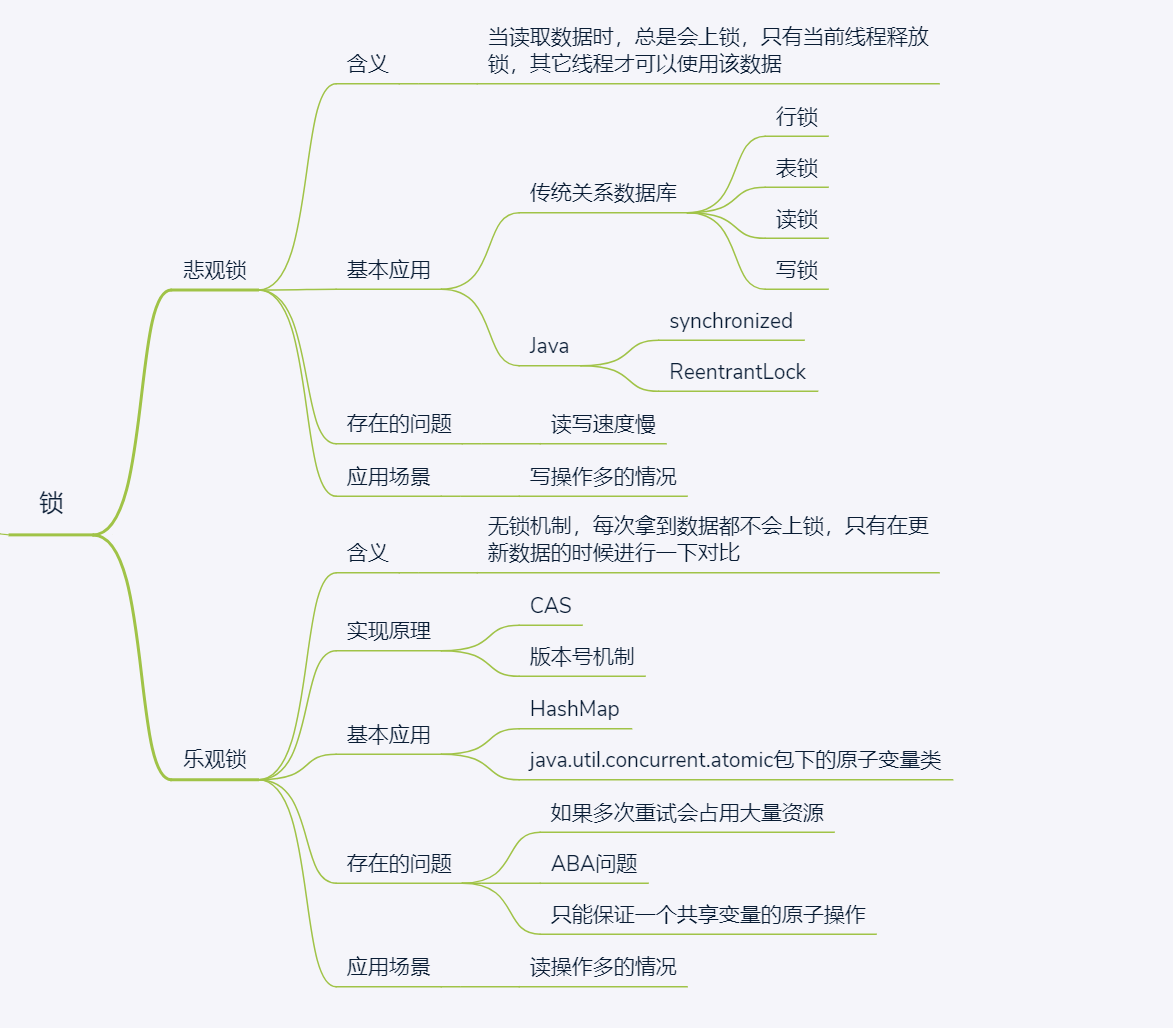 锁
悲观锁
含义
当读取数据时，总是会上锁，只有当前线程释放
锁，其它线程才可以使用该数据
基本应用
传统关系数据库
行锁
表锁
读锁
写锁
Java
synchronized
ReentrantLock
存在的问题
读写速度慢
应用场景
写操作多的情况
乐观锁
含义
无锁机制，每次拿到数据都不会上锁，只有在更
新数据的时候进行一下对比
实现原理
CAS
版本号机制
基本应用
HashMap
java.util.concurrent.atomic包下的原子变量类
存在的问题
如果多次重试会占用大量资源
ABA问题
只能保证一个共享变量的原子操作
应用场景
读操作多的情况